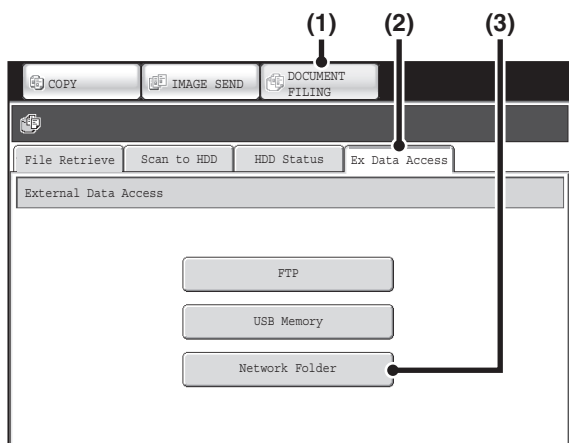 (1) (2) (3)
COPY
IMAGE SEND
DOCUMENT
FILING
File Retrieve
Scan to HDD
HDD Status
Ex Data Access
External Data Access
FTP
USB Memory
Network Folder